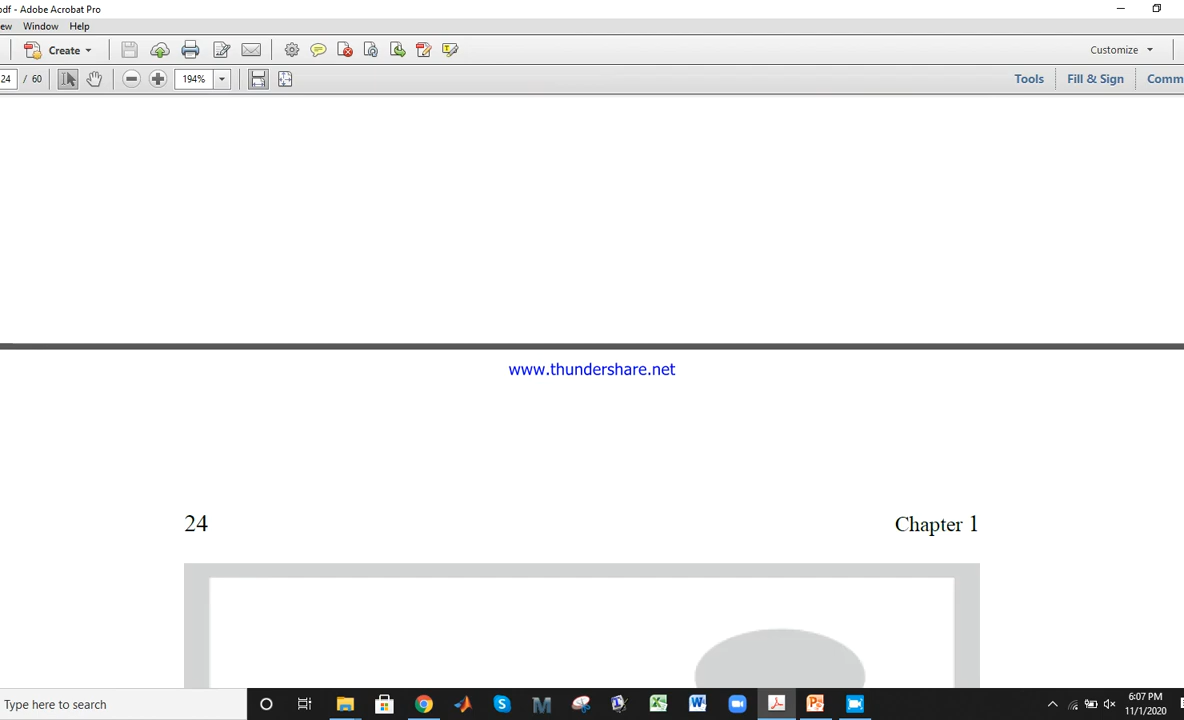 pdf - Adobe Acrobat Pro
ew Window Help
Create Customize
24 / 60 194% Tools Fill & Sign Comm
www.thundershare.net
24 Chapter 1
Type here to search
6:07 PM
11/1/2020